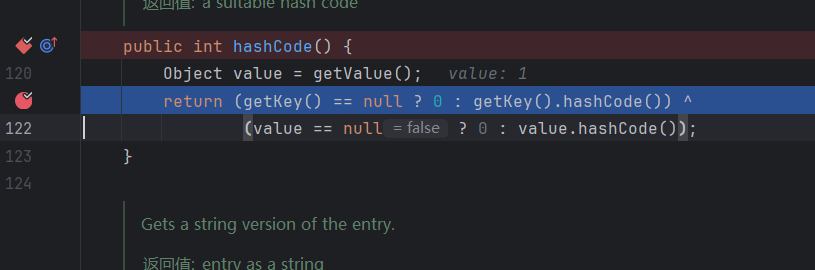 返回值: a suitable hash code
public int hashCode() {
120 Object value = getValue(); value: 1
return (getKey() == null ? 0 : getKey().hashCode()) ^
122 (value == null = false ? 0 : value.hashCode());
123 }
124
Gets a string version of the entry.
返回值: entry as a string